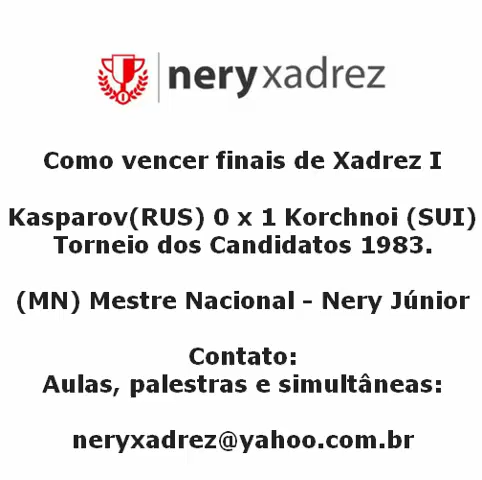 neryxadrez
Como vencer finais de Xadrez I
Kasparov(RUS) 0 x 1 Korchnoi (SUI)
Torneio dos Candidatos 1983.
(MN) Mestre Nacional - Nery Júnior
Contato:
Aulas, palestras e simultâneas:
neryxadrez@yahoo.com.br